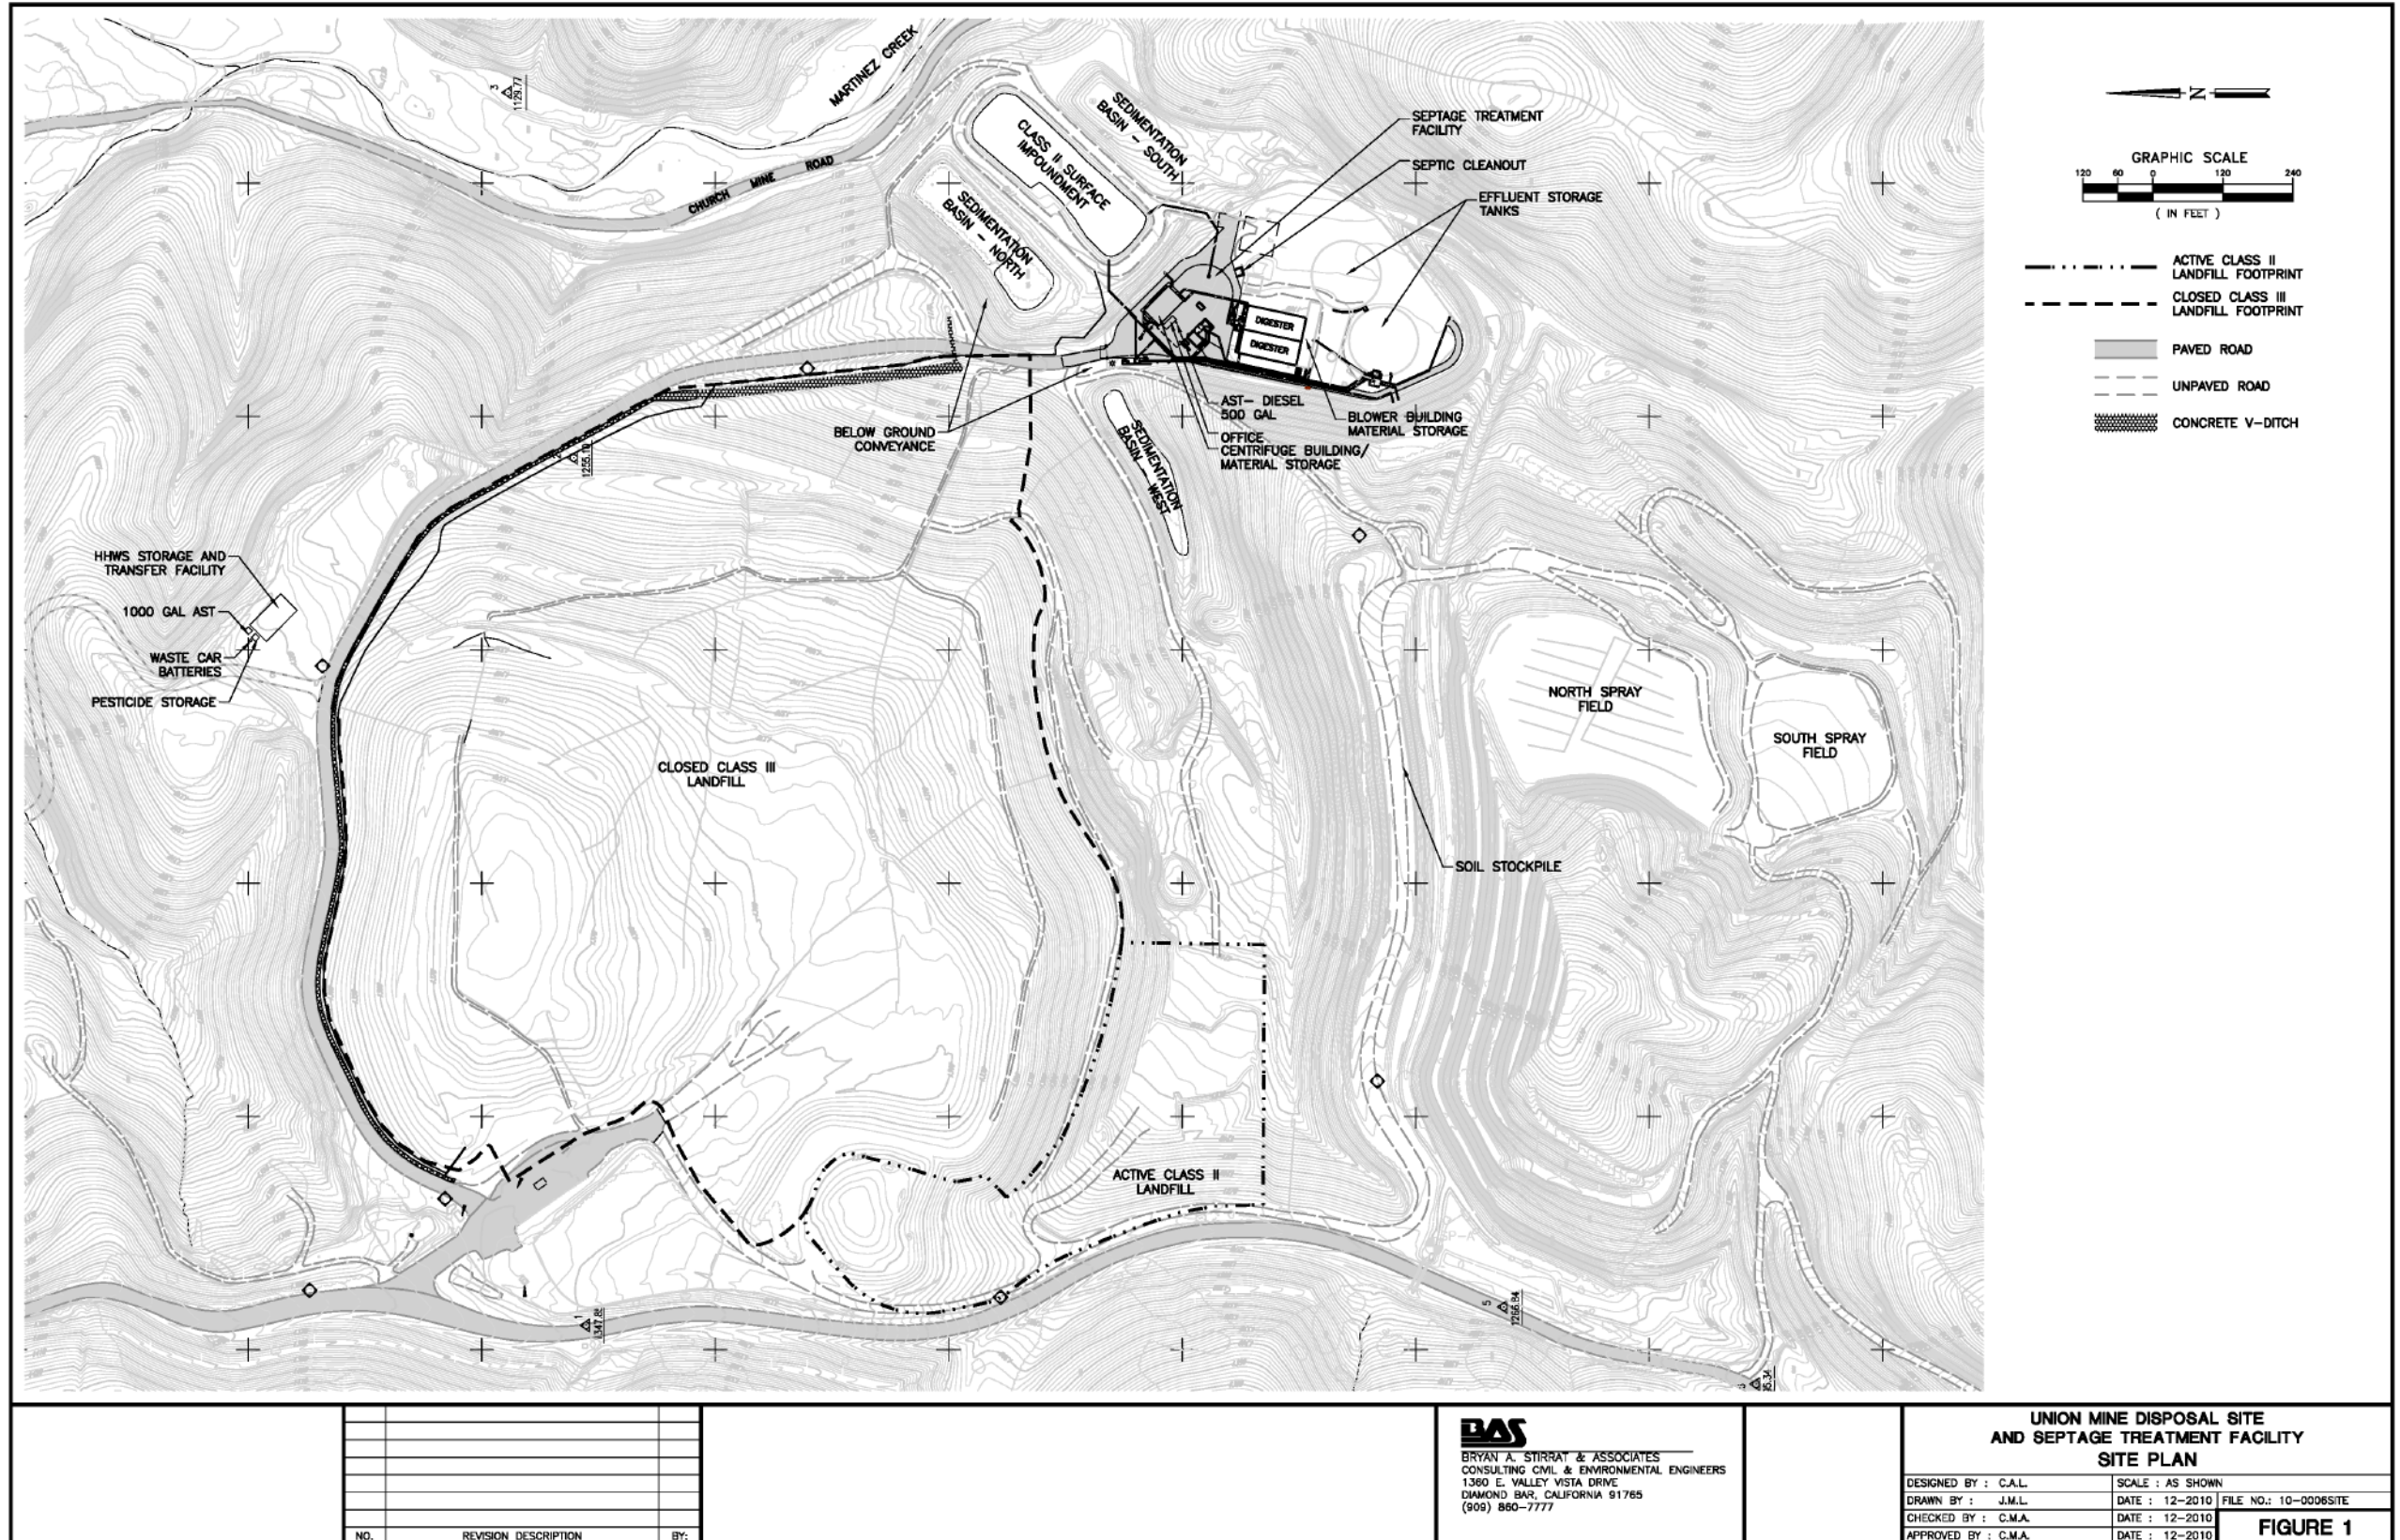 MARTINEZ CREEK
3
1129.77
CHURCH MINE ROAD
SEDIMENTATION
BASIN - SOUTH
CLASS II SURFACE
IMPOUNDMENT
SEDIMENTATION
BASIN - NORTH
SEPTAGE TREATMENT
FACILITY
SEPTIC CLEANOUT
EFFLUENT STORAGE
TANKS
DIGESTER
DIGESTER
AST- DIESEL
500 GAL
BLOWER BUILDING
MATERIAL STORAGE
OFFICE
CENTRIFUGE BUILDING/
MATERIAL STORAGE
BELOW GROUND
CONVEYANCE
SEDIMENTATION
BASIN - WEST
HHWS STORAGE AND
TRANSFER FACILITY
1000 GAL AST
WASTE CAR
BATTERIES
PESTICIDE STORAGE
CLOSED CLASS III
LANDFILL
NORTH SPRAY
FIELD
SOUTH SPRAY
FIELD
SOIL STOCKPILE
ACTIVE CLASS II
LANDFILL
1
5
1266.84
N
GRAPHIC SCALE
120 60 0 120 240
( IN FEET )
ACTIVE CLASS II
LANDFILL FOOTPRINT
CLOSED CLASS III
LANDFILL FOOTPRINT
PAVED ROAD
UNPAVED ROAD
CONCRETE V-DITCH
NO. REVISION DESCRIPTION BY:
BAS
BRYAN A. STIRRAT & ASSOCIATES
CONSULTING CIVIL & ENVIRONMENTAL ENGINEERS
1360 E. VALLEY VISTA DRIVE
DIAMOND BAR, CALIFORNIA 91765
(909) 860-7777
UNION MINE DISPOSAL SITE
AND SEPTAGE TREATMENT FACILITY
SITE PLAN
DESIGNED BY : C.A.L. SCALE : AS SHOWN
DRAWN BY : J.M.L. DATE : 12-2010 FILE NO.: 10-0006SITE
CHECKED BY : C.M.A. DATE : 12-2010
APPROVED BY : C.M.A. DATE : 12-2010
FIGURE 1